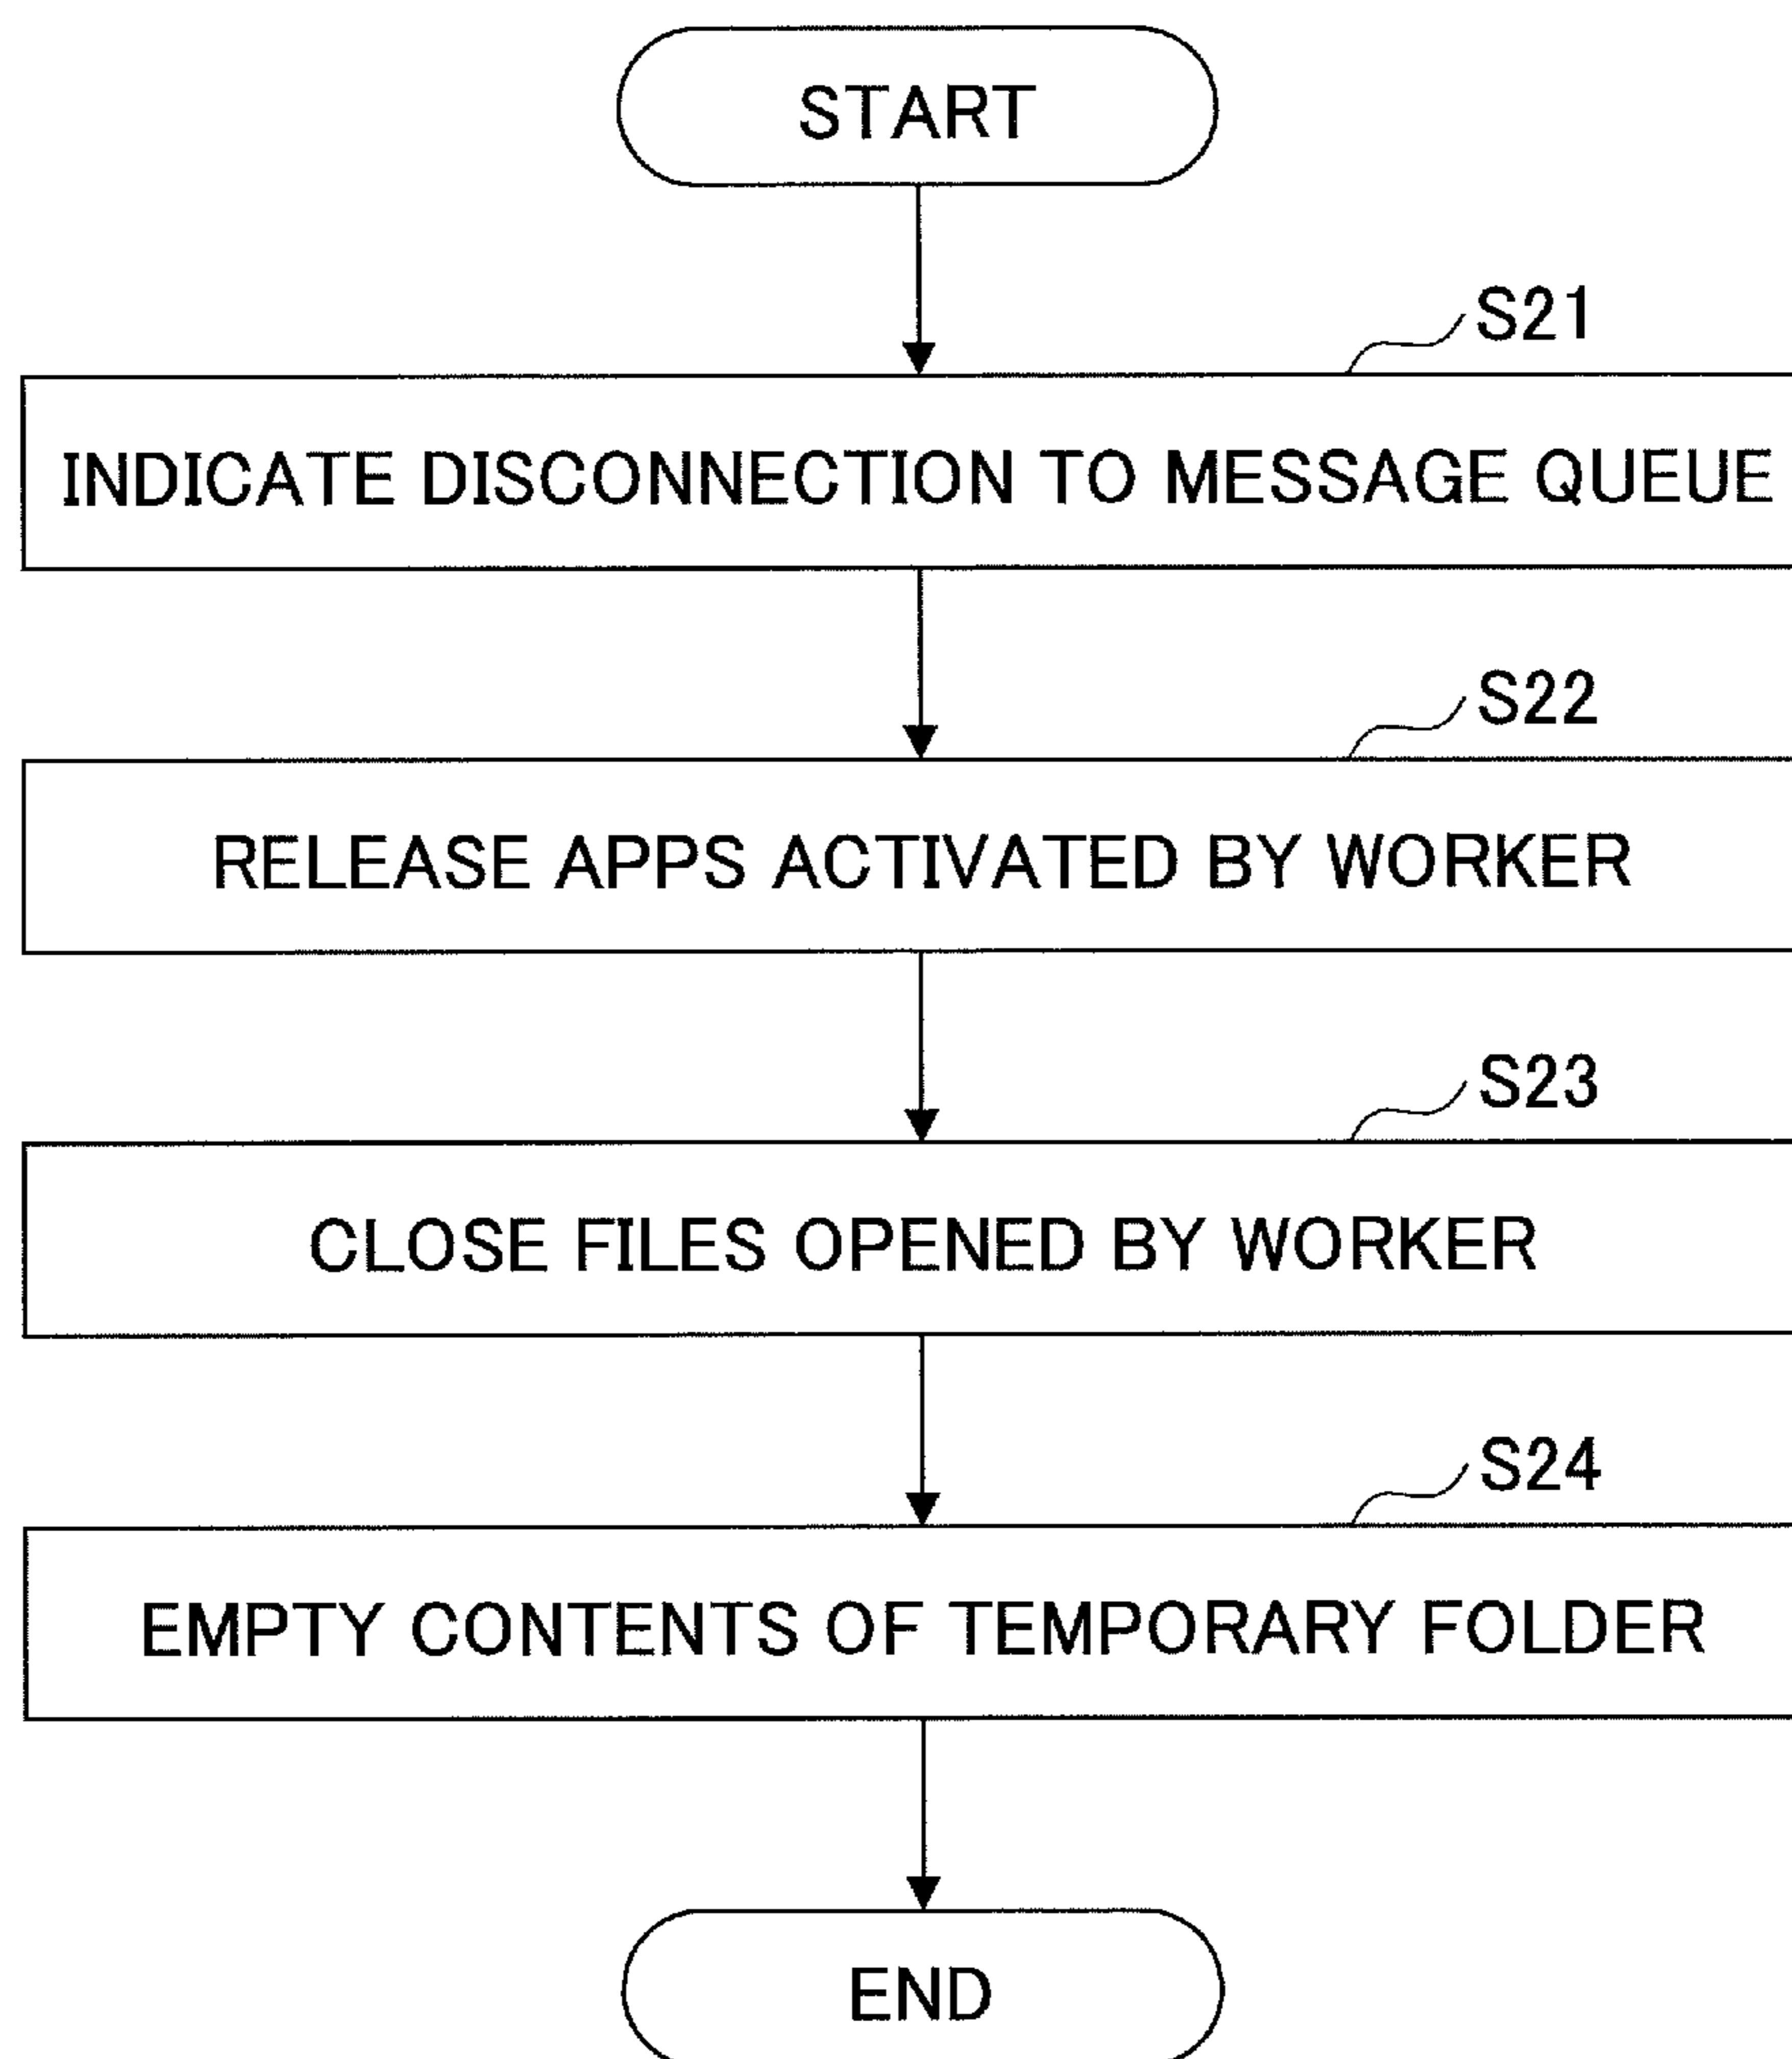 START
S21
INDICATE DISCONNECTION TO MESSAGE QUEUE
S22
RELEASE APPS ACTIVATED BY WORKER
S23
CLOSE FILES OPENED BY WORKER
S24
EMPTY CONTENTS OF TEMPORARY FOLDER
END